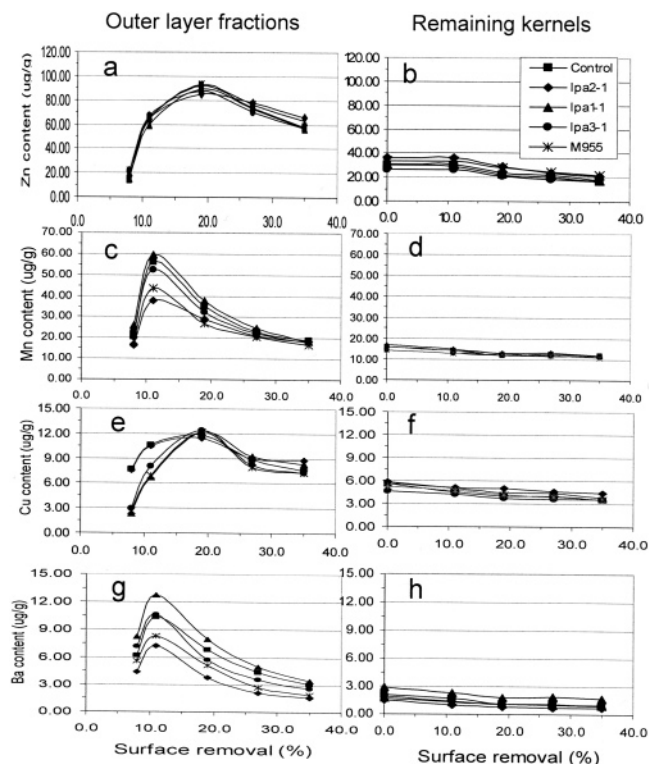 Outer layer fractions
Remaining kernels
a
Zn content (ug/g)
120.00
100.00
80.00
60.00
40.00
20.00
0.00
0.0 10.0 20.0 30.0 40.0
b
120.00
100.00
80.00
60.00
40.00
20.00
0.00
0.0 10.0 20.0 30.0 40.0
Control
lpa2-1
lpa1-1
lpa3-1
M955
c
Mn content (ug/g)
70.00
60.00
50.00
40.00
30.00
20.00
10.00
0.00
0.0 10.0 20.0 30.0 40.0
d
70.00
60.00
50.00
40.00
30.00
20.00
10.00
0.00
0.0 10.0 20.0 30.0 40.0
e
Cu content (ug/g)
15.00
12.00
9.00
6.00
3.00
0.00
0.0 10.0 20.0 30.0 40.0
f
15.00
12.00
9.00
6.00
3.00
0.00
0.0 10.0 20.0 30.0 40.0
g
Ba content (ug/g)
15.00
12.00
9.00
6.00
3.00
0.00
0.0 10.0 20.0 30.0 40.0
Surface removal (%)
h
15.00
12.00
9.00
6.00
3.00
0.00
0.0 10.0 20.0 30.0 40.0
Surface removal (%)